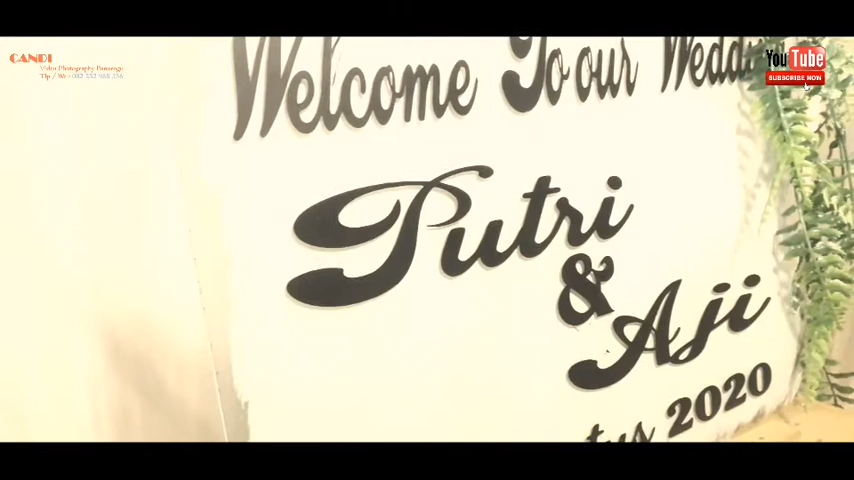 CANDI
Video Photography Ponorogo
You Tube
SUBSCRIBE NOW
Welcome To our
Putri
&
Aji
2020